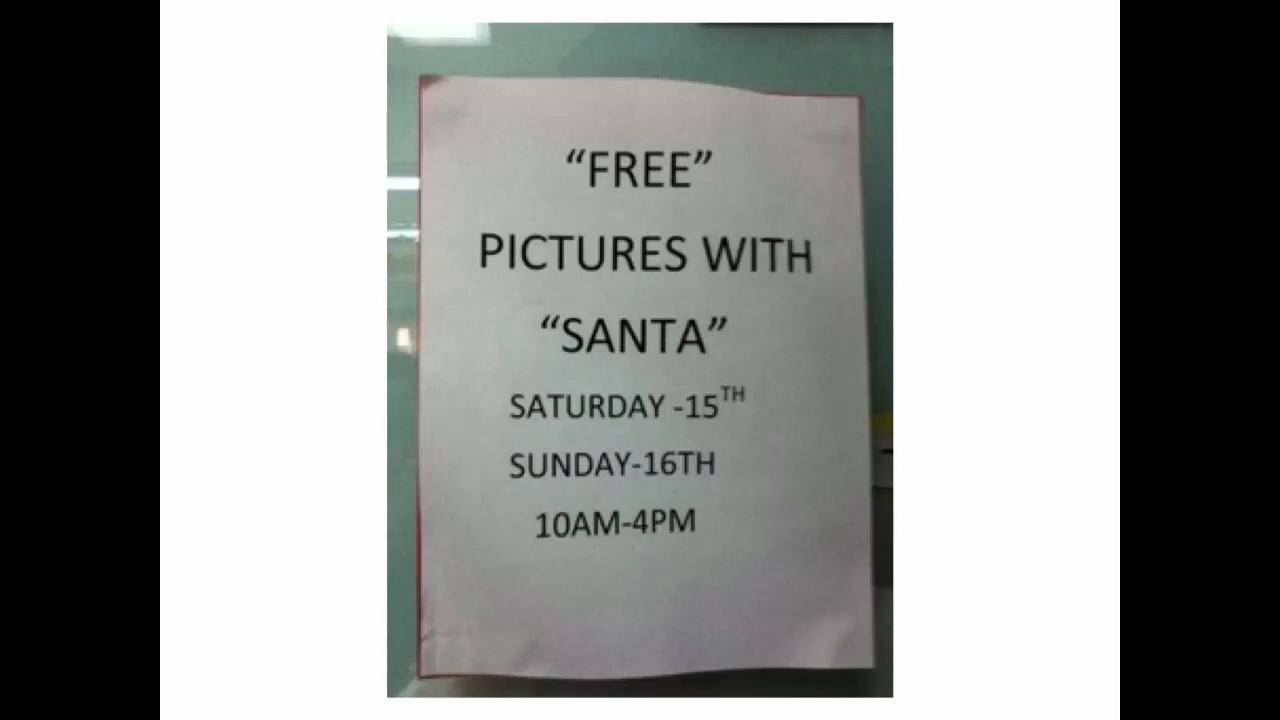 “FREE”
PICTURES WITH
“SANTA”
SATURDAY -15TH
SUNDAY-16TH
10AM-4PM